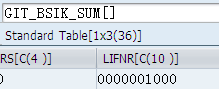 GIT_BSIK_SUM[]
Standard Table[1x3(36)]
RS[C(4 )] LIFNR[C(10 )]
0 0000001000